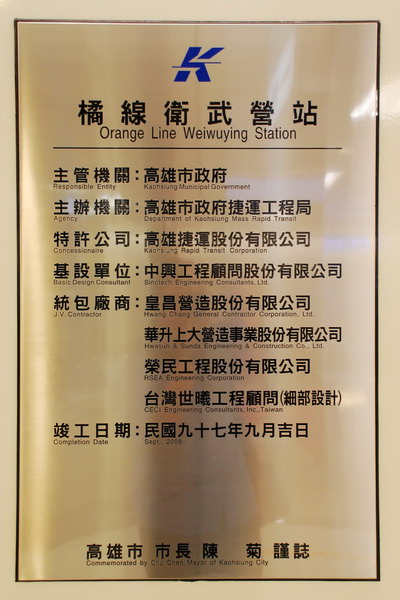 橘線衛武營站
Orange Line Weiwuying Station
主管機關：高雄市政府
Responsible Entity Kaohsiung Municipal Government
主辦機關：高雄市政府捷運工程局
Agency Department of Kaohsiung Mass Rapid Transit
特許公司：高雄捷運股份有限公司
Concessionaire Kaohsiung Rapid Transit Corporation
基設單位：中興工程顧問股份有限公司
Basic Design Consultant Sinotech Engineering Consultants, Ltd.
統包廠商：皇昌營造股份有限公司
J.V. Contractor Hwang Chang General Contractor Corporation, Ltd.
華升上大營造事業股份有限公司
Hwasun & Sunda Engineering & Construction Co., Ltd.
榮民工程股份有限公司
RSEA Engineering Corporation
台灣世曦工程顧問(細部設計)
CECI Engineering Consultants, Inc., Taiwan
竣工日期：民國九十七年九月吉日
Completion Date Sept. 2008
高雄市 市長 陳 菊 謹誌
Commemorated by Chu Chen, Mayor of Kaohsiung City